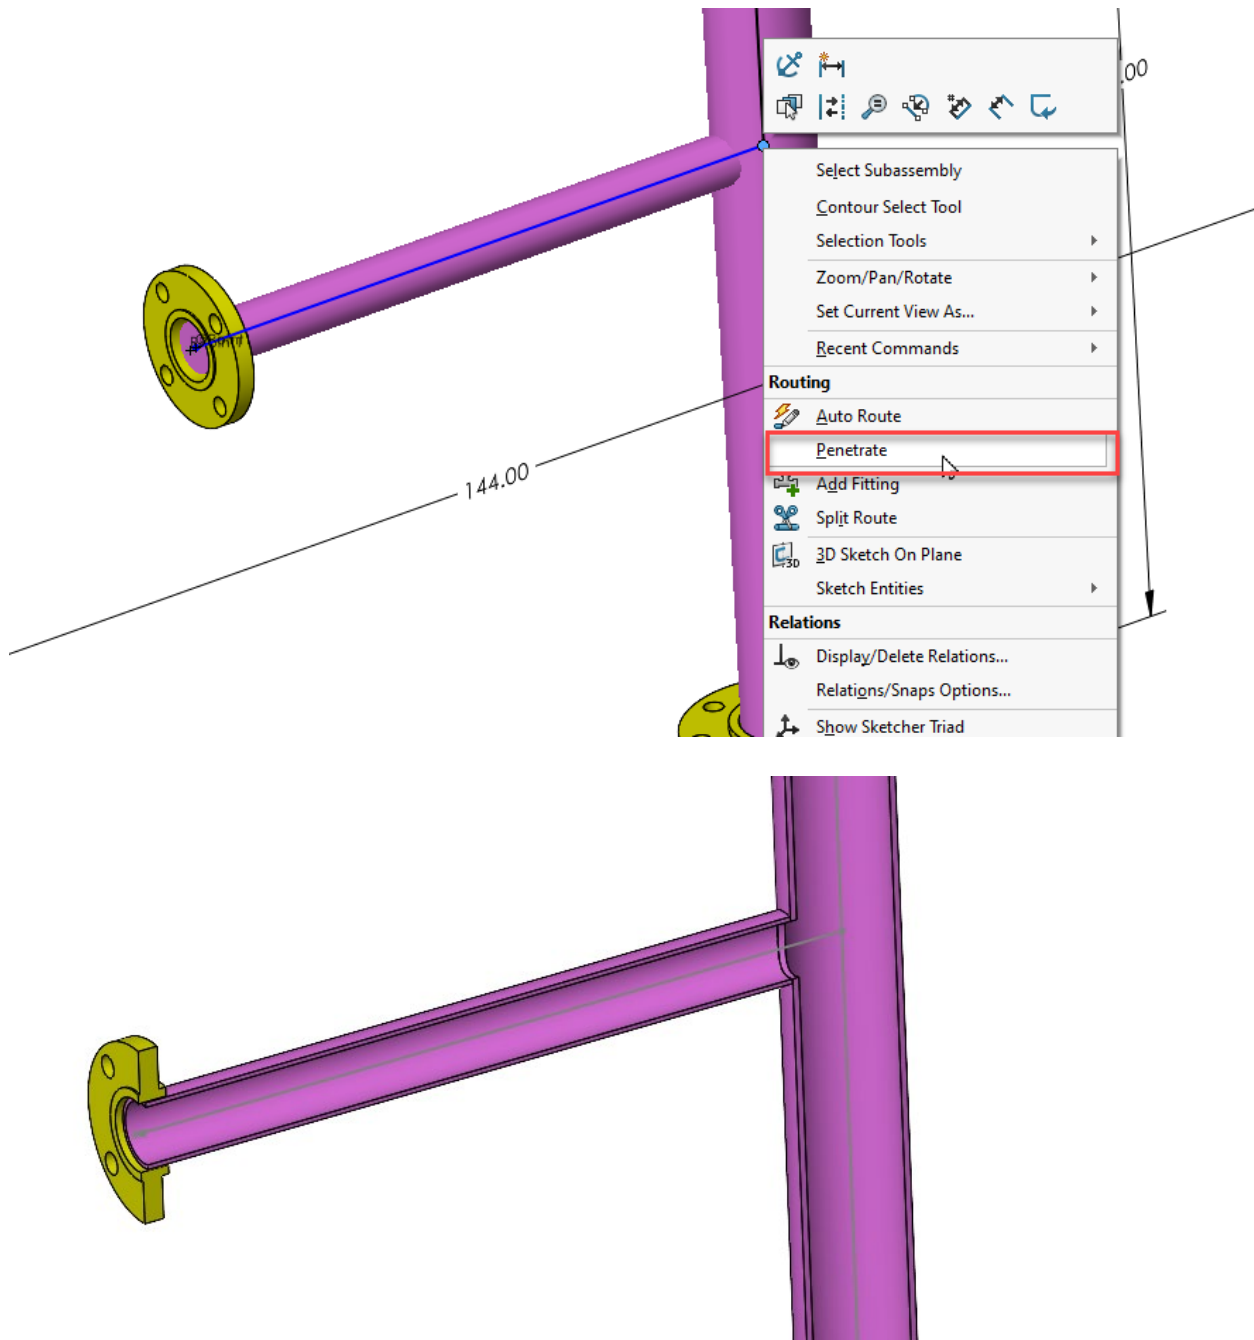 .00
Select Subassembly
Contour Select Tool
Selection Tools
Zoom/Pan/Rotate
Set Current View As...
Recent Commands
Routing
Auto Route
Penetrate
Add Fitting
Split Route
3D Sketch On Plane
Sketch Entities
Relations
Display/Delete Relations...
Relations/Snaps Options...
Show Sketcher Triad
144.00